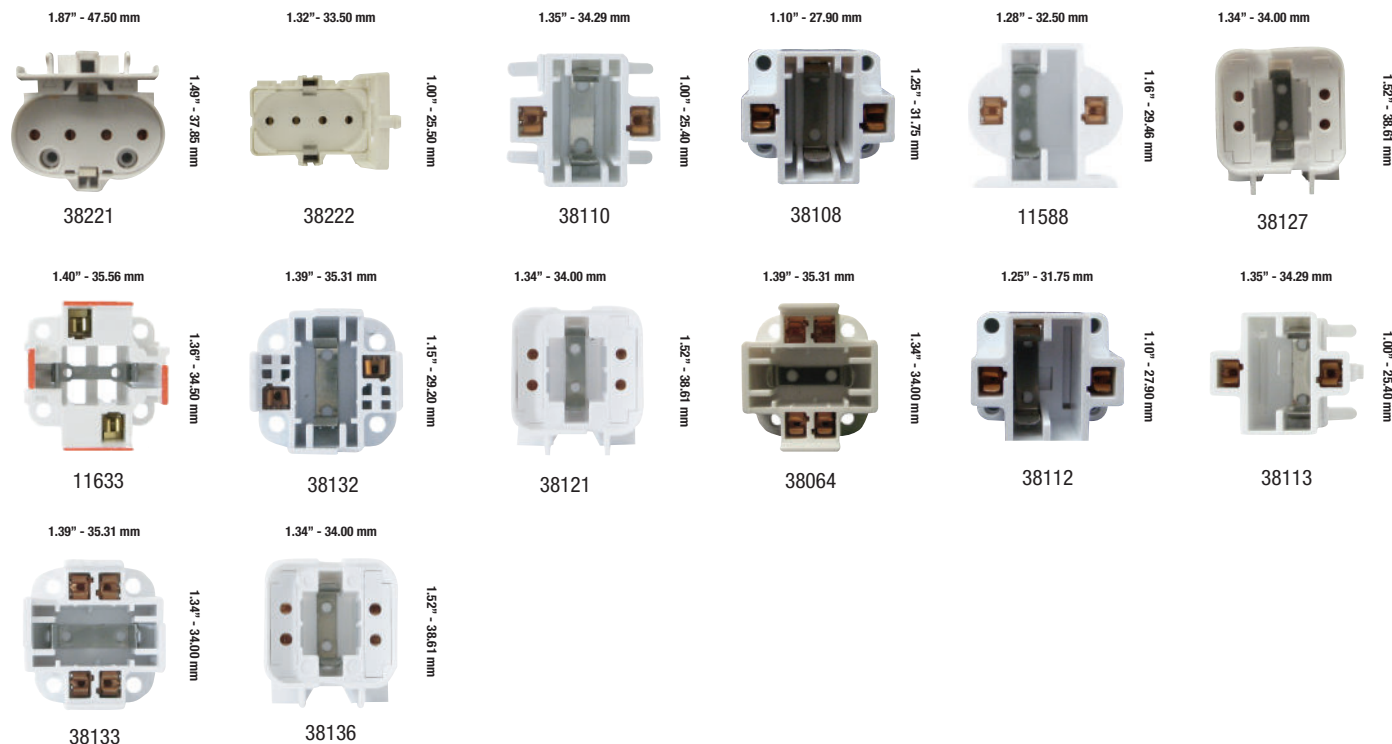 1.87” - 47.50 mm
1.49” - 37.85 mm
38221
1.32” - 33.50 mm
1.00” - 25.50 mm
38222
1.35” - 34.29 mm
1.00” - 25.40 mm
38110
1.10” - 27.90 mm
1.25” - 31.75 mm
38108
1.28” - 32.50 mm
1.16” - 29.46 mm
11588
1.34” - 34.00 mm
1.52” - 38.61 mm
38127
1.40” - 35.56 mm
1.36” - 34.50 mm
11633
1.39” - 35.31 mm
1.15” - 29.20 mm
38132
1.34” - 34.00 mm
1.52” - 38.61 mm
38121
1.39” - 35.31 mm
1.34” - 34.00 mm
38064
1.25” - 31.75 mm
1.10” - 27.90 mm
38112
1.35” - 34.29 mm
1.00” - 25.40 mm
38113
1.39” - 35.31 mm
1.34” - 34.00 mm
38133
1.34” - 34.00 mm
1.52” - 38.61 mm
38136